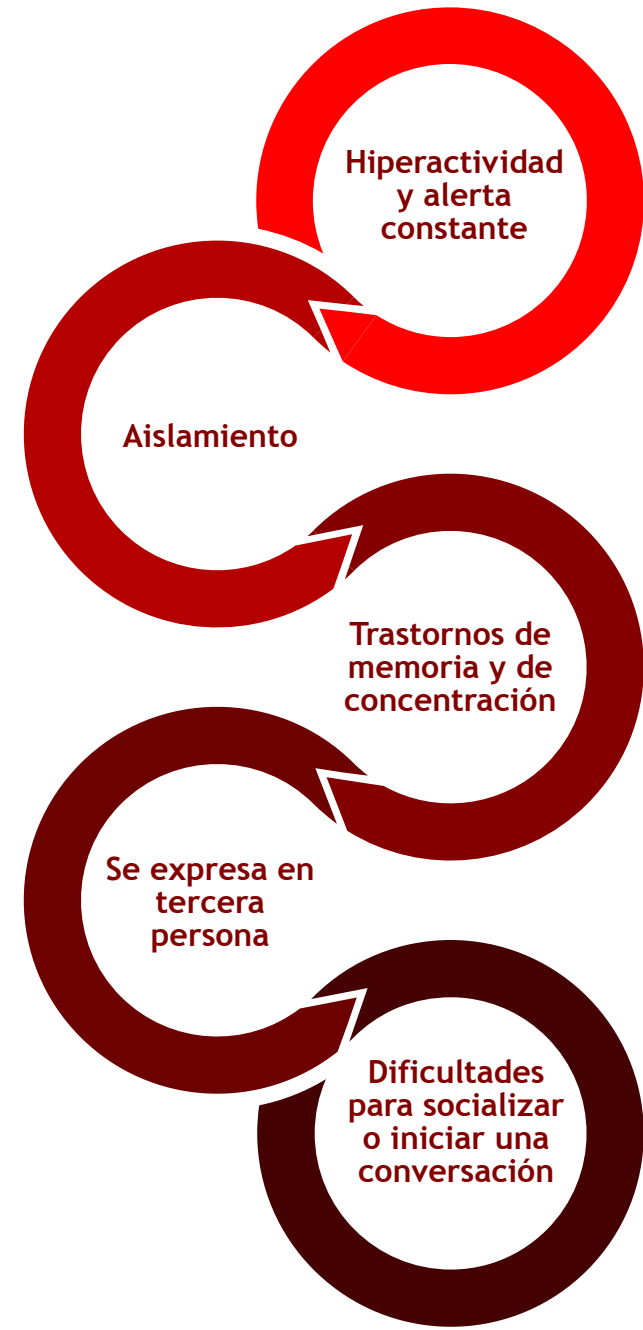 Hiperactividad
y alerta
constante
Aislamiento
Trastornos de
memoria y de
concentración
Se expresa en
tercera
persona
Dificultades
para socializar
o iniciar una
conversación